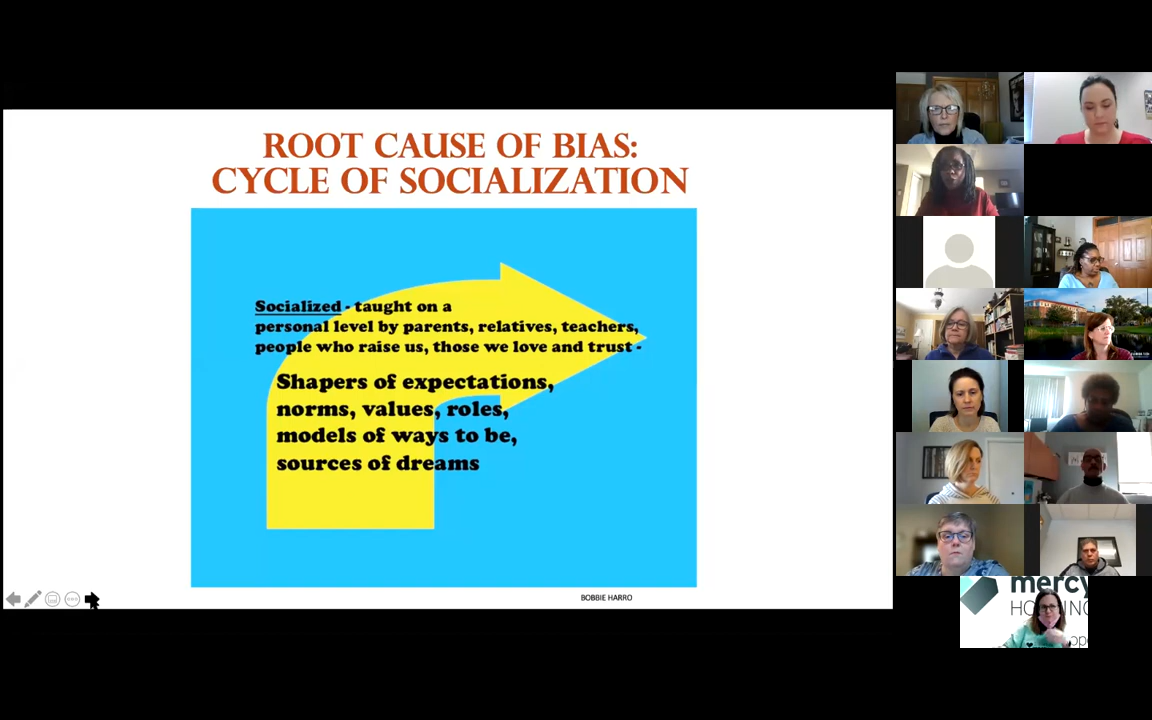 ROOT CAUSE OF BIAS:
CYCLE OF SOCIALIZATION
Socialized - taught on a
personal level by parents, relatives, teachers,
people who raise us, those we love and trust -
Shapers of expectations,
norms, values, roles,
models of ways to be,
sources of dreams
BOBBIE HARRO
mercy